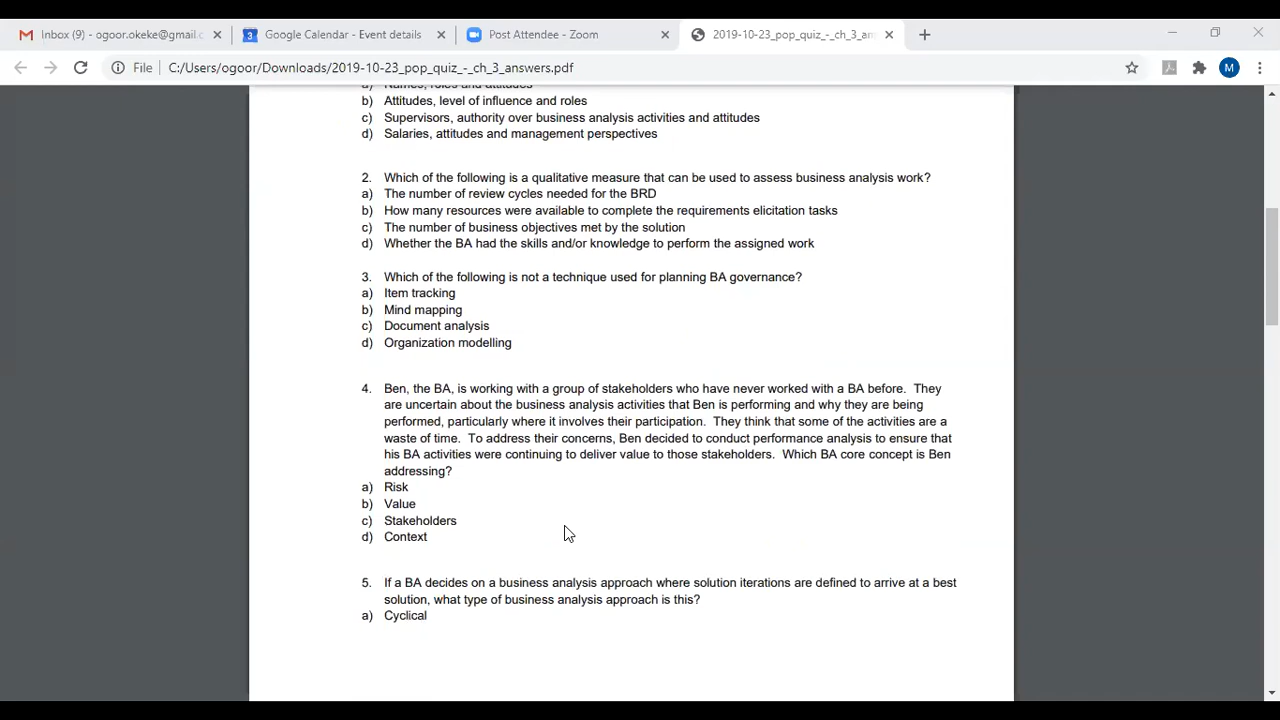 Inbox (9) - ogoor.okeke@gmail.c
Google Calendar - Event details
Post Attendee - Zoom
2019-10-23_pop_quiz_-_ch_3_an
File
C:/Users/ogoor/Downloads/2019-10-23_pop_quiz_-_ch_3_answers.pdf
M
a) Names, roles and attitudes
b) Attitudes, level of influence and roles
c) Supervisors, authority over business analysis activities and attitudes
d) Salaries, attitudes and management perspectives
2. Which of the following is a qualitative measure that can be used to assess business analysis work?
a) The number of review cycles needed for the BRD
b) How many resources were available to complete the requirements elicitation tasks
c) The number of business objectives met by the solution
d) Whether the BA had the skills and/or knowledge to perform the assigned work
3. Which of the following is not a technique used for planning BA governance?
a) Item tracking
b) Mind mapping
c) Document analysis
d) Organization modelling
4. Ben, the BA, is working with a group of stakeholders who have never worked with a BA before. They
are uncertain about the business analysis activities that Ben is performing and why they are being
performed, particularly where it involves their participation. They think that some of the activities are a
waste of time. To address their concerns, Ben decided to conduct performance analysis to ensure that
his BA activities were continuing to deliver value to those stakeholders. Which BA core concept is Ben
addressing?
a) Risk
b) Value
c) Stakeholders
d) Context
5. If a BA decides on a business analysis approach where solution iterations are defined to arrive at a best
solution, what type of business analysis approach is this?
a) Cyclical